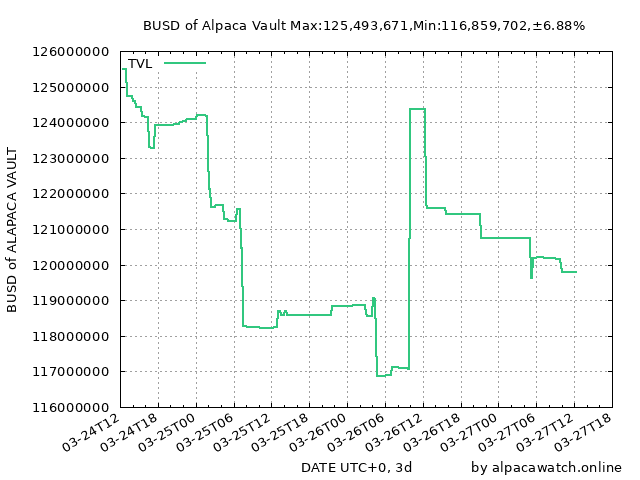 BUSD of Alpaca Vault Max:125,493,671,Min:116,859,702,±6.88%
126000000
TVL
125000000
124000000
123000000
122000000
121000000
120000000
119000000
118000000
117000000
116000000
BUSD of ALAPACA VAULT
03-24T12
03-24T18
03-25T00
03-25T06
03-25T12
03-25T18
03-26T00
03-26T06
03-26T12
03-26T18
03-27T00
03-27T06
03-27T12
03-27T18
DATE UTC+0, 3d
by alpacawatch.online